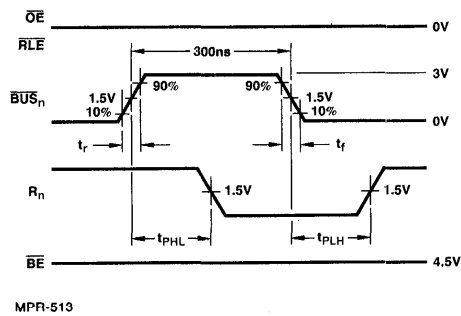 OE
0V
RLE
300ns
3V
90%
90%
BUSn
1.5V
1.5V
10%
10%
0V
tr
tf
Rn
1.5V
1.5V
tPHL
tPLH
BE
4.5V
MPR-513